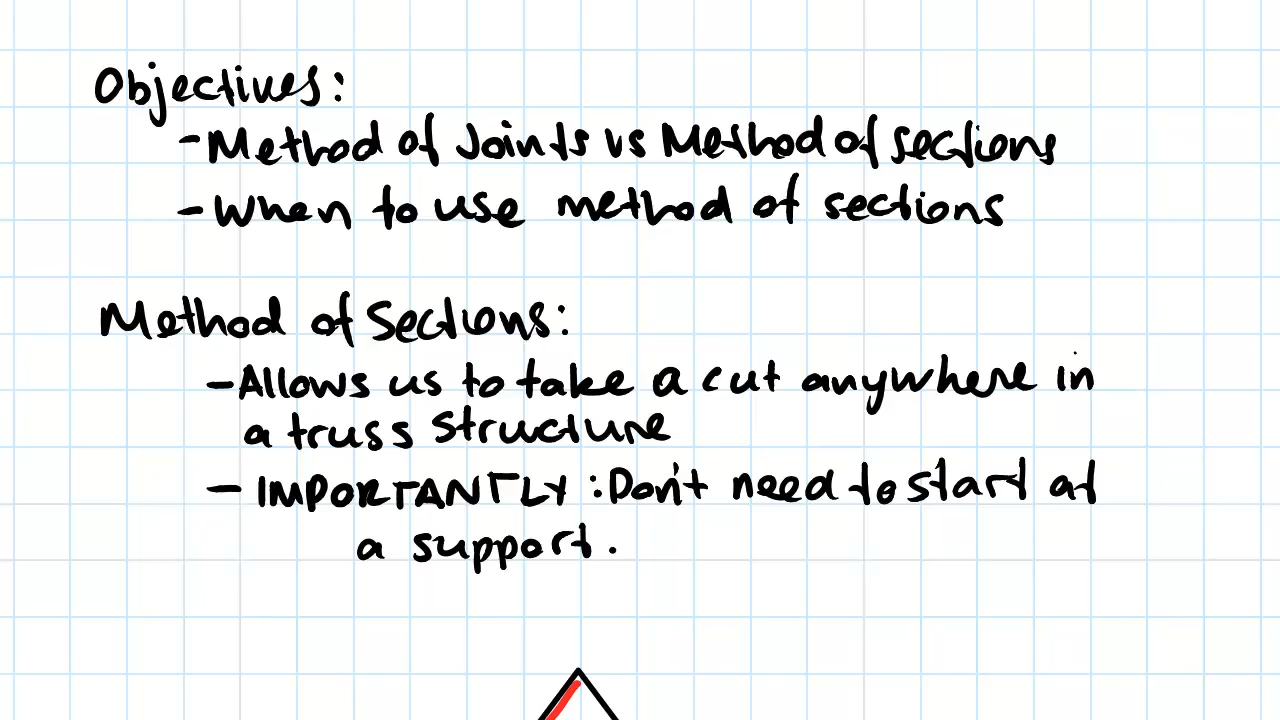 Objectives:
- Method of Joints vs Method of sections
- When to use method of sections
Method of Sections:
- Allows us to take a cut anywhere in
a truss structure
- IMPORTANTLY : Don't need to start at
a support.